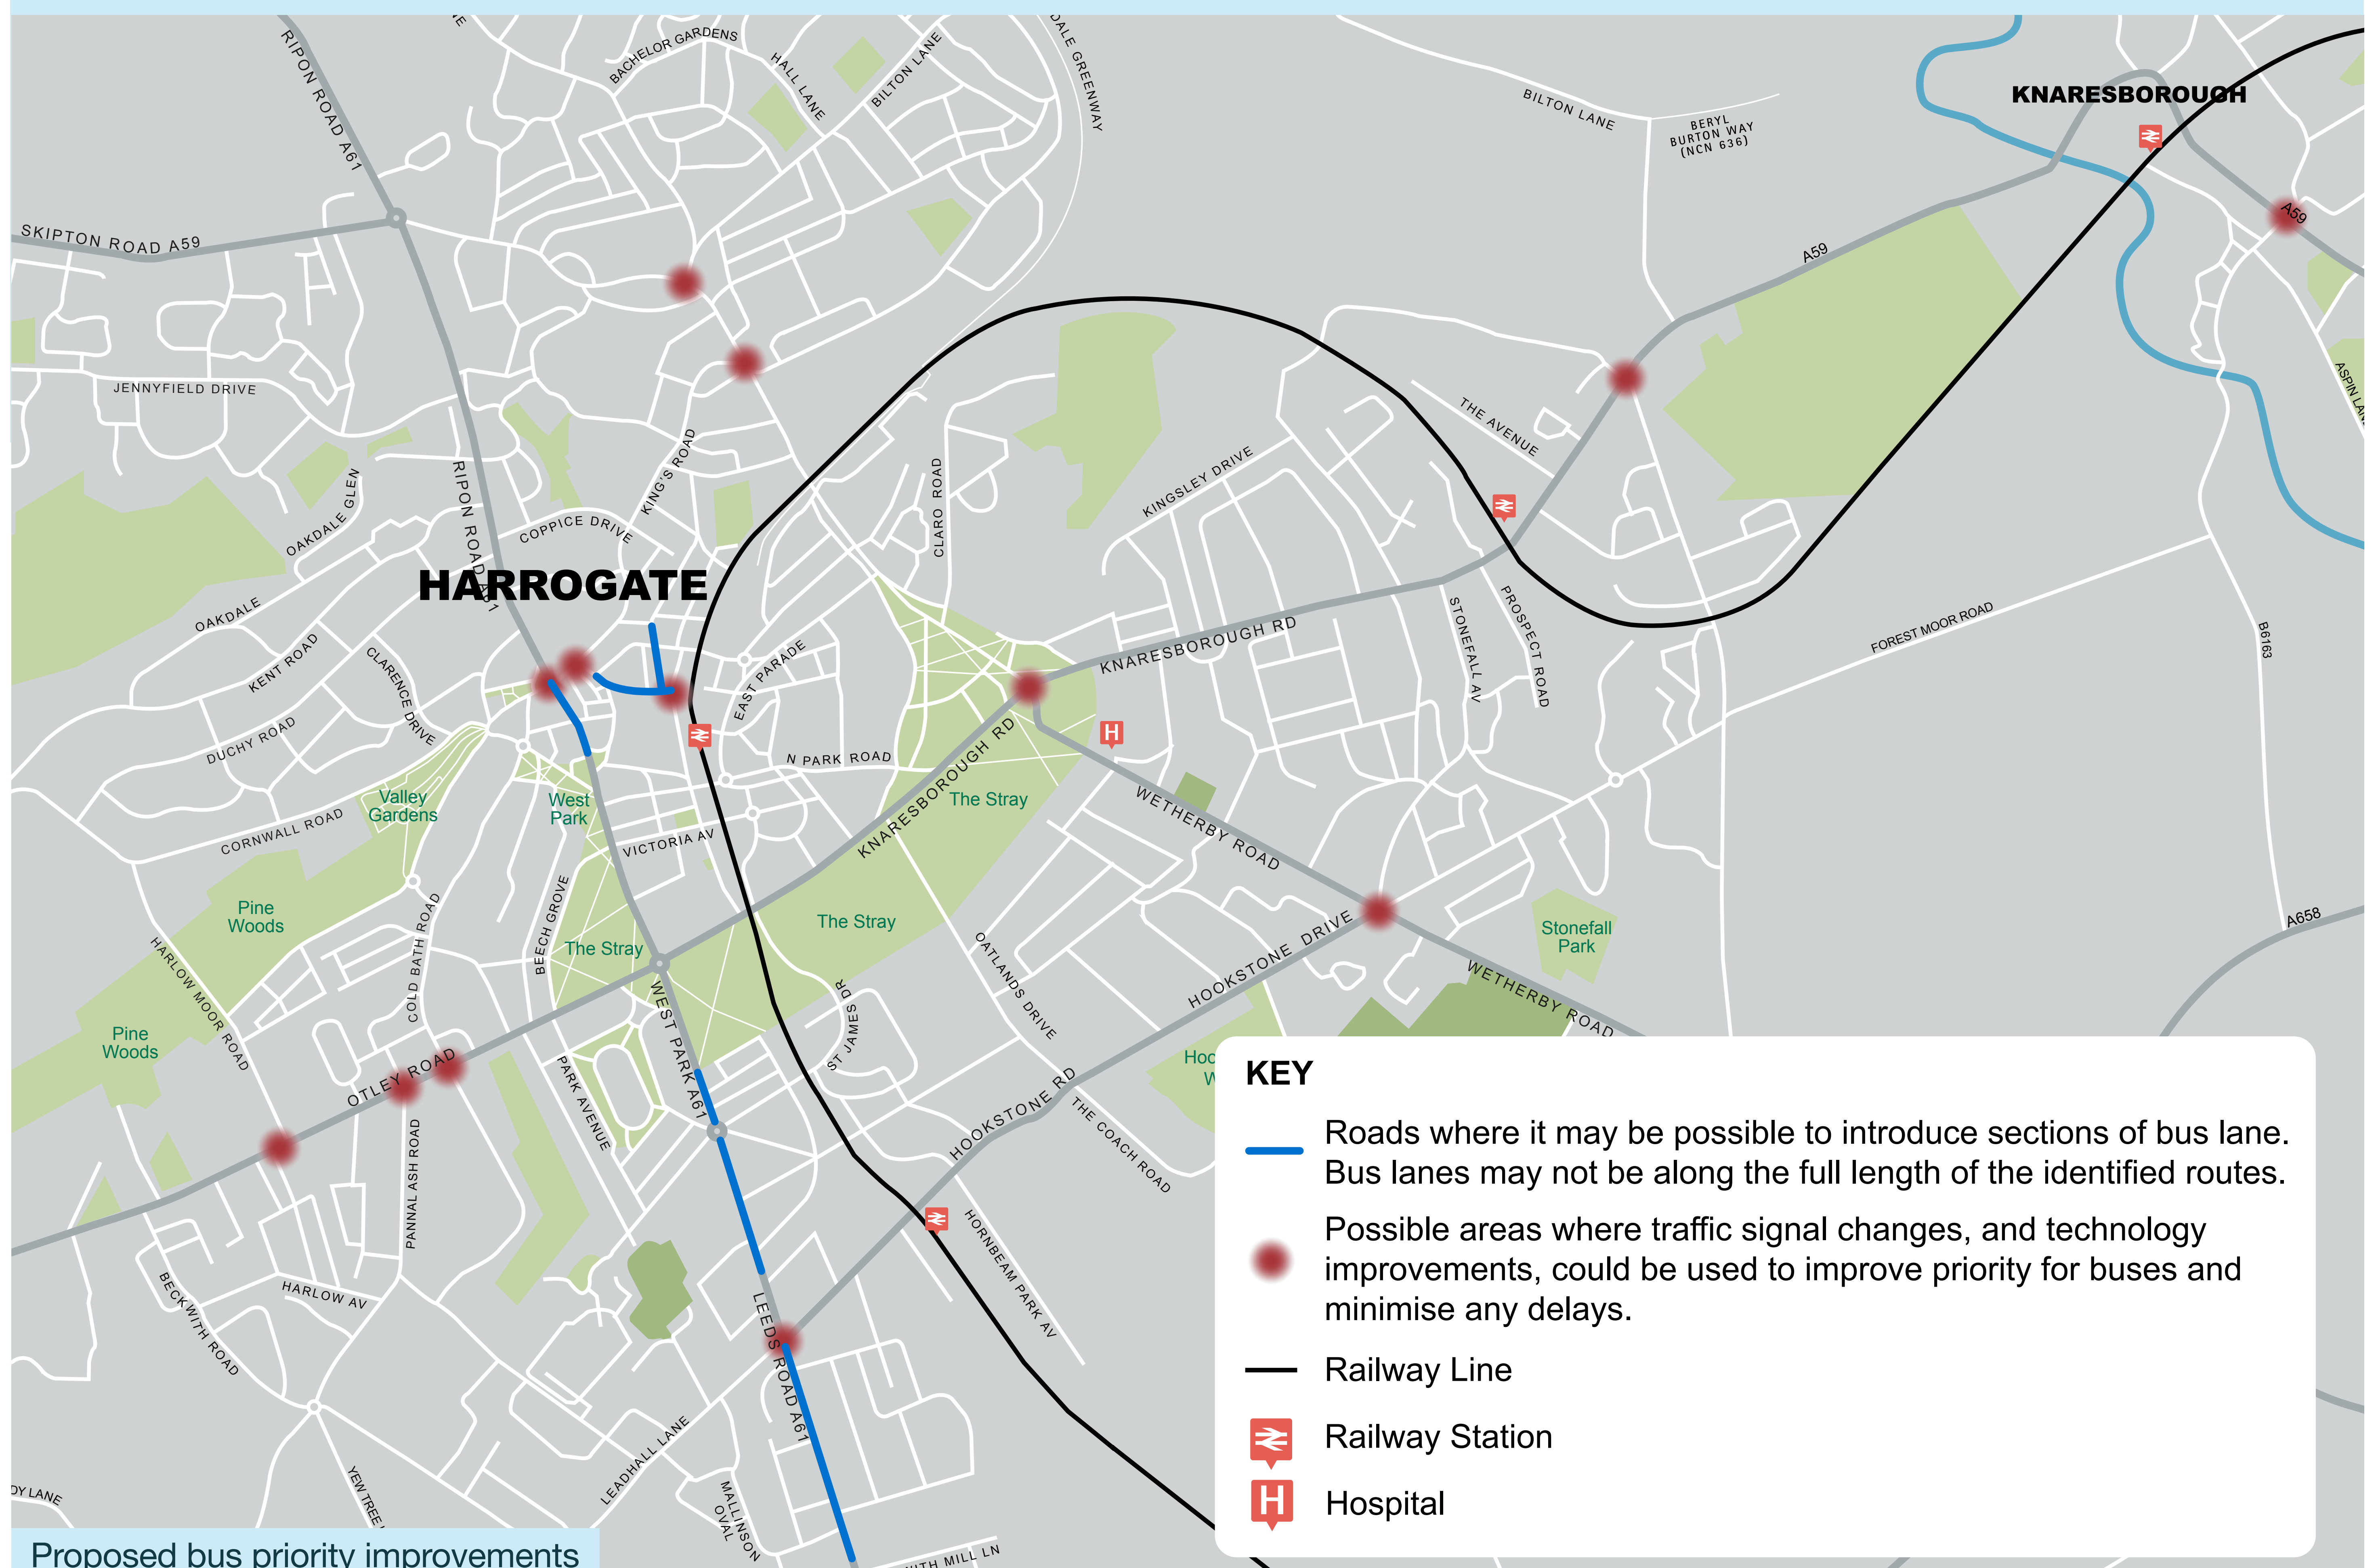 RIPON ROAD A61
BACHELOR GARDENS
HALL LANE
BILTON LANE
DALE GREENWAY
BILTON LANE
BERYL
BURTON WAY
(NCN 636)
KNARESBOROUGH
A59
SKIPTON ROAD A59
A59
JENNYFIELD DRIVE
ASPIN LAN
THE AVENUE
KING'S ROAD
RIPON ROAD A61
OAKDALE GLEN
COPPICE DRIVE
CLARO ROAD
KINGSLEY DRIVE
HARROGATE
OAKDALE
KENT ROAD
CLARENCE DRIVE
DUCHY ROAD
EAST PARADE
KNARESBOROUGH RD
STONEFALL AV
PROSPECT ROAD
FOREST MOOR ROAD
B6163
H
N PARK ROAD
KNARESBOROUGH RD
The Stray
Valley
Gardens
West
Park
CORNWALL ROAD
VICTORIA AV
WETHERBY ROAD
Pine
Woods
BEECH GROVE
COLD BATH ROAD
The Stray
The Stray
HARLOW MOOR ROAD
OATLANDS DRIVE
HOOKSTONE DRIVE
Stonefall
Park
WETHERBY ROAD
A658
Pine
Woods
WEST PARK A61
ST JAMES DR
OTLEY ROAD
PARK AVENUE
HOOKSTONE RD
THE COACH ROAD
Hoo
W
PANNAL ASH ROAD
HORNBEAM PARK AV
HARLOW AV
BECKWITH ROAD
LEEDS ROAD A61
LEADHALL LANE
MALLINSON
OVAL
YEW TREE
DY LANE
ITH MILL LN
Proposed bus priority improvements
KEY
Roads where it may be possible to introduce sections of bus lane.
Bus lanes may not be along the full length of the identified routes.
Possible areas where traffic signal changes, and technology
improvements, could be used to improve priority for buses and
minimise any delays.
Railway Line
Railway Station
H
Hospital